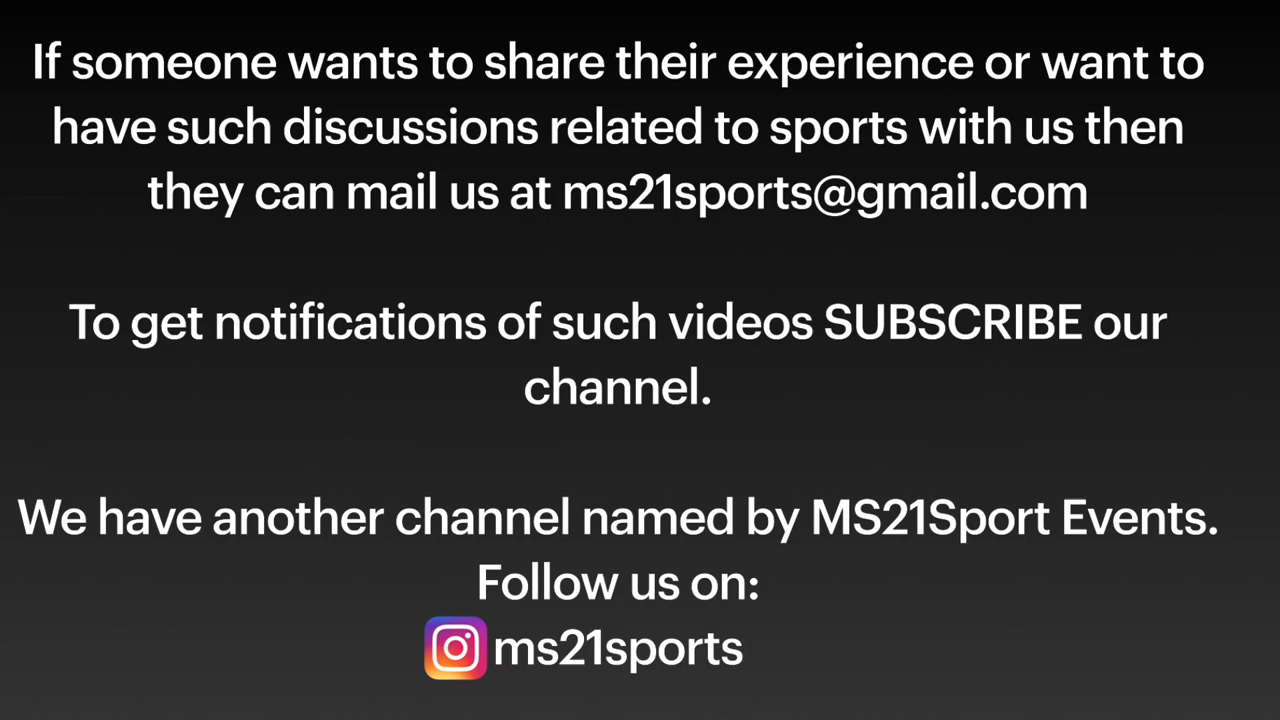 If someone wants to share their experience or want to
have such discussions related to sports with us then
they can mail us at ms21sports@gmail.com
To get notifications of such videos SUBSCRIBE our
channel.
We have another channel named by MS21Sport Events.
Follow us on:
ms21sports